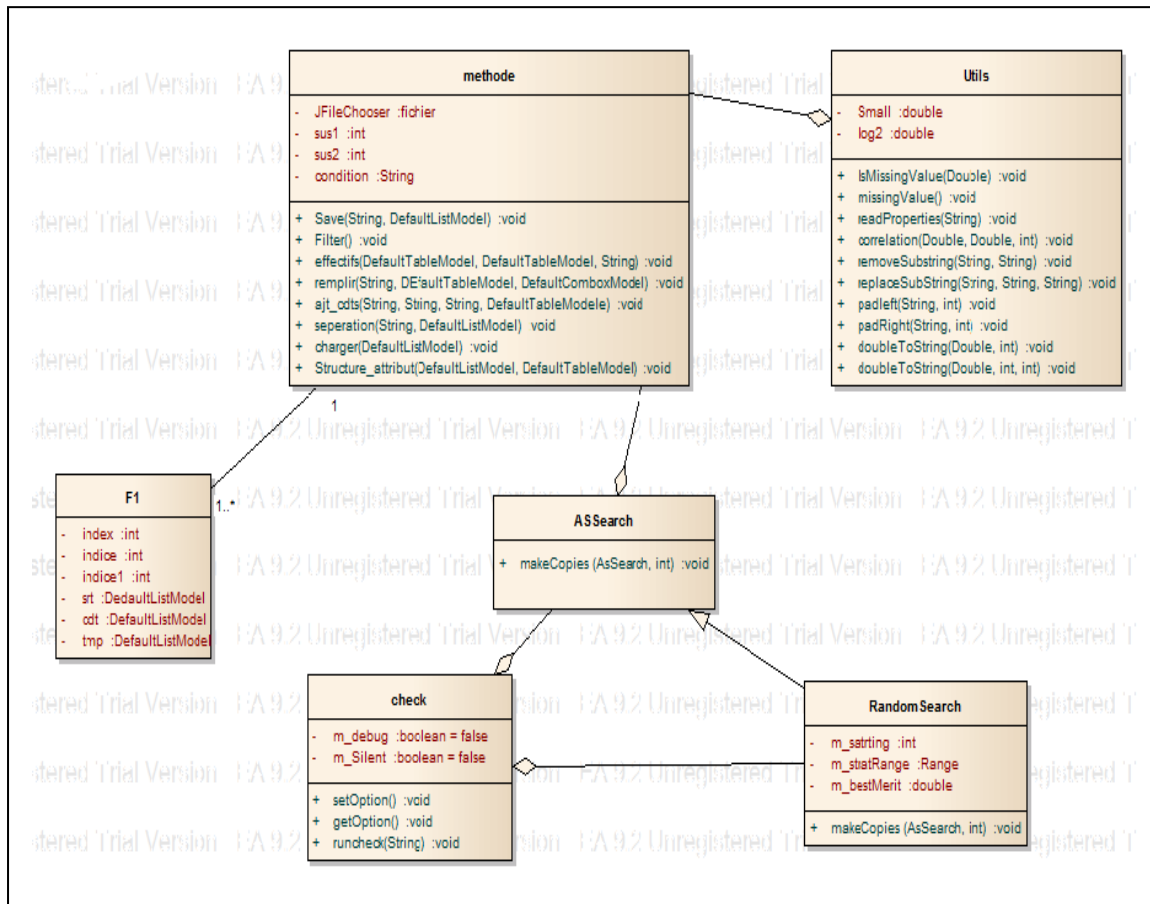 methode
- JFileChooser :fichier
- sus1 :int
- sus2 :int
- condition :String
+ Save(String, DefaultListModel) :void
+ Filter() :void
+ effectifs(DefaultTableModel, DefaultTableModel, String) :void
+ remplir(String, DEfaultTableModel, DefaultComboxModel) :void
+ ajt_cdts(String, String, String, DefaultTableModele) :void
+ seperation(String, DefaultListModel) void
+ charger(DefaultListModel) :void
+ Structure_attribut(DefaultListModel, DefaultTableModel) :void
Utils
- Small :double
- log2 :double
+ IsMissingValue(Double) :void
+ missingValue() :void
+ readProperties(String) :void
+ correlation(Double, Double, int) :void
+ removeSubstring(String, String) :void
+ replaceSubString(String, String, String) :void
+ padleft(String, int) :void
+ padRight(String, int) :void
+ doubleToString(Double, int) :void
+ doubleToString(Double, int, int) :void
1
1..*
F1
- index :int
- indice :int
- indice1 :int
- srt :DedaultListModel
- cdt :DefaultListModel
- tmp :DefaultListModel
ASSearch
+ makeCopies (AsSearch, int) :void
check
- m_debug :boolean = false
- m_Silent :boolean = false
+ setOption() :void
+ getOption() :void
+ runcheck(String) :void
RandomSearch
- m_satrting :int
- m_stratRange :Range
- m_bestMerit :double
+ makeCopies (AsSearch, int) :void
EA 9.2 Unregistered Trial Version